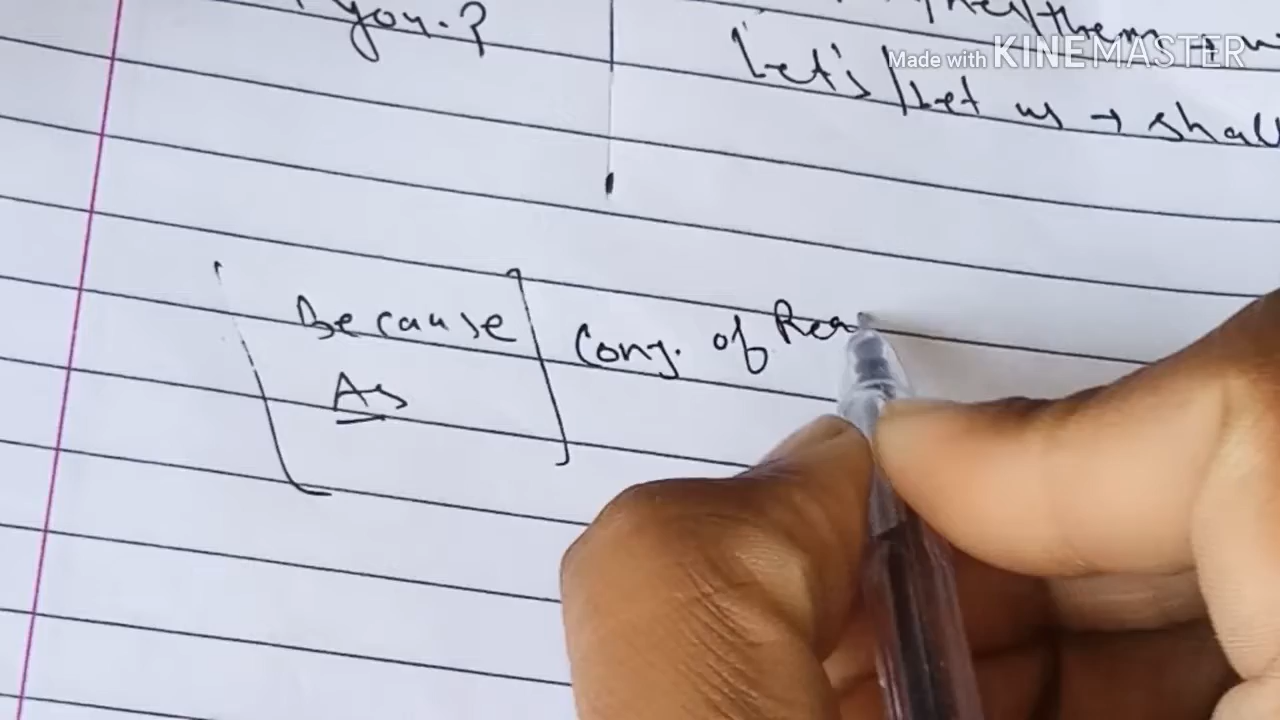 you.?
Made with KINEMASTER
Let's/Let us → shall
Because
As
Conj. of Rea